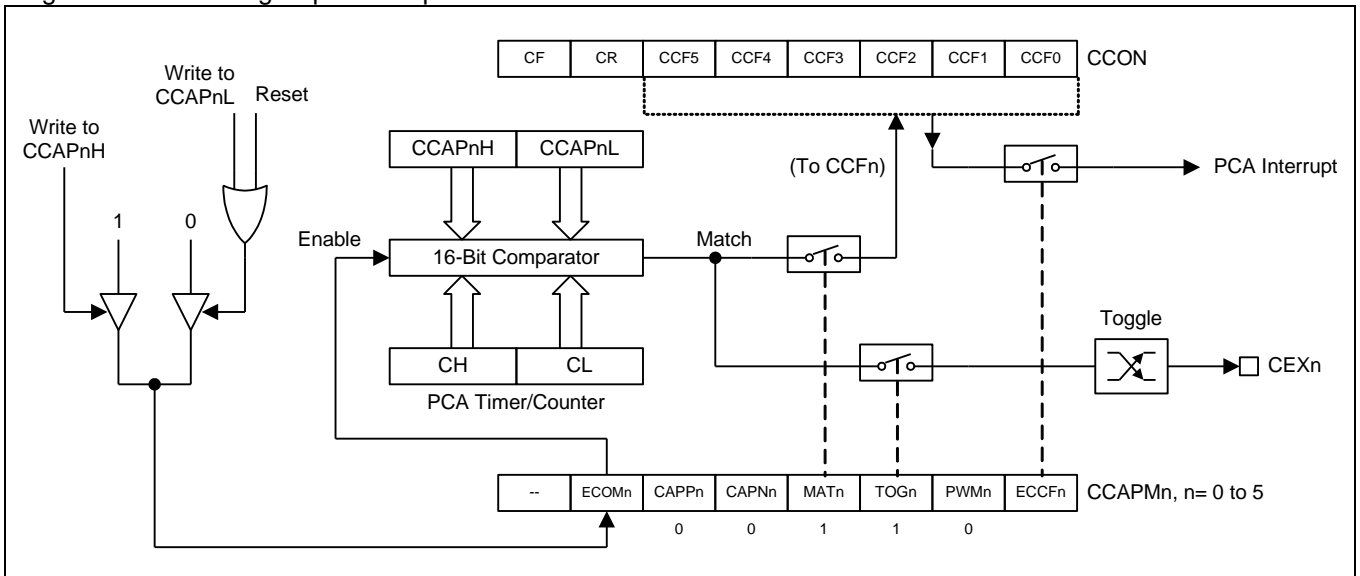 CF CR CCF5 CCF4 CCF3 CCF2 CCF1 CCF0 CCON
Write to
CCAPnL
Reset
Write to
CCAPnH
CCAPnH CCAPnL
(To CCFn)
PCA Interrupt
1 0
Enable
16-Bit Comparator
Match
Toggle
CH CL
CEXn
PCA Timer/Counter
-- ECOMn CAPPn CAPNn MATn TOGn PWMn ECCFn CCAPMn, n= 0 to 5
0 0 1 1 0